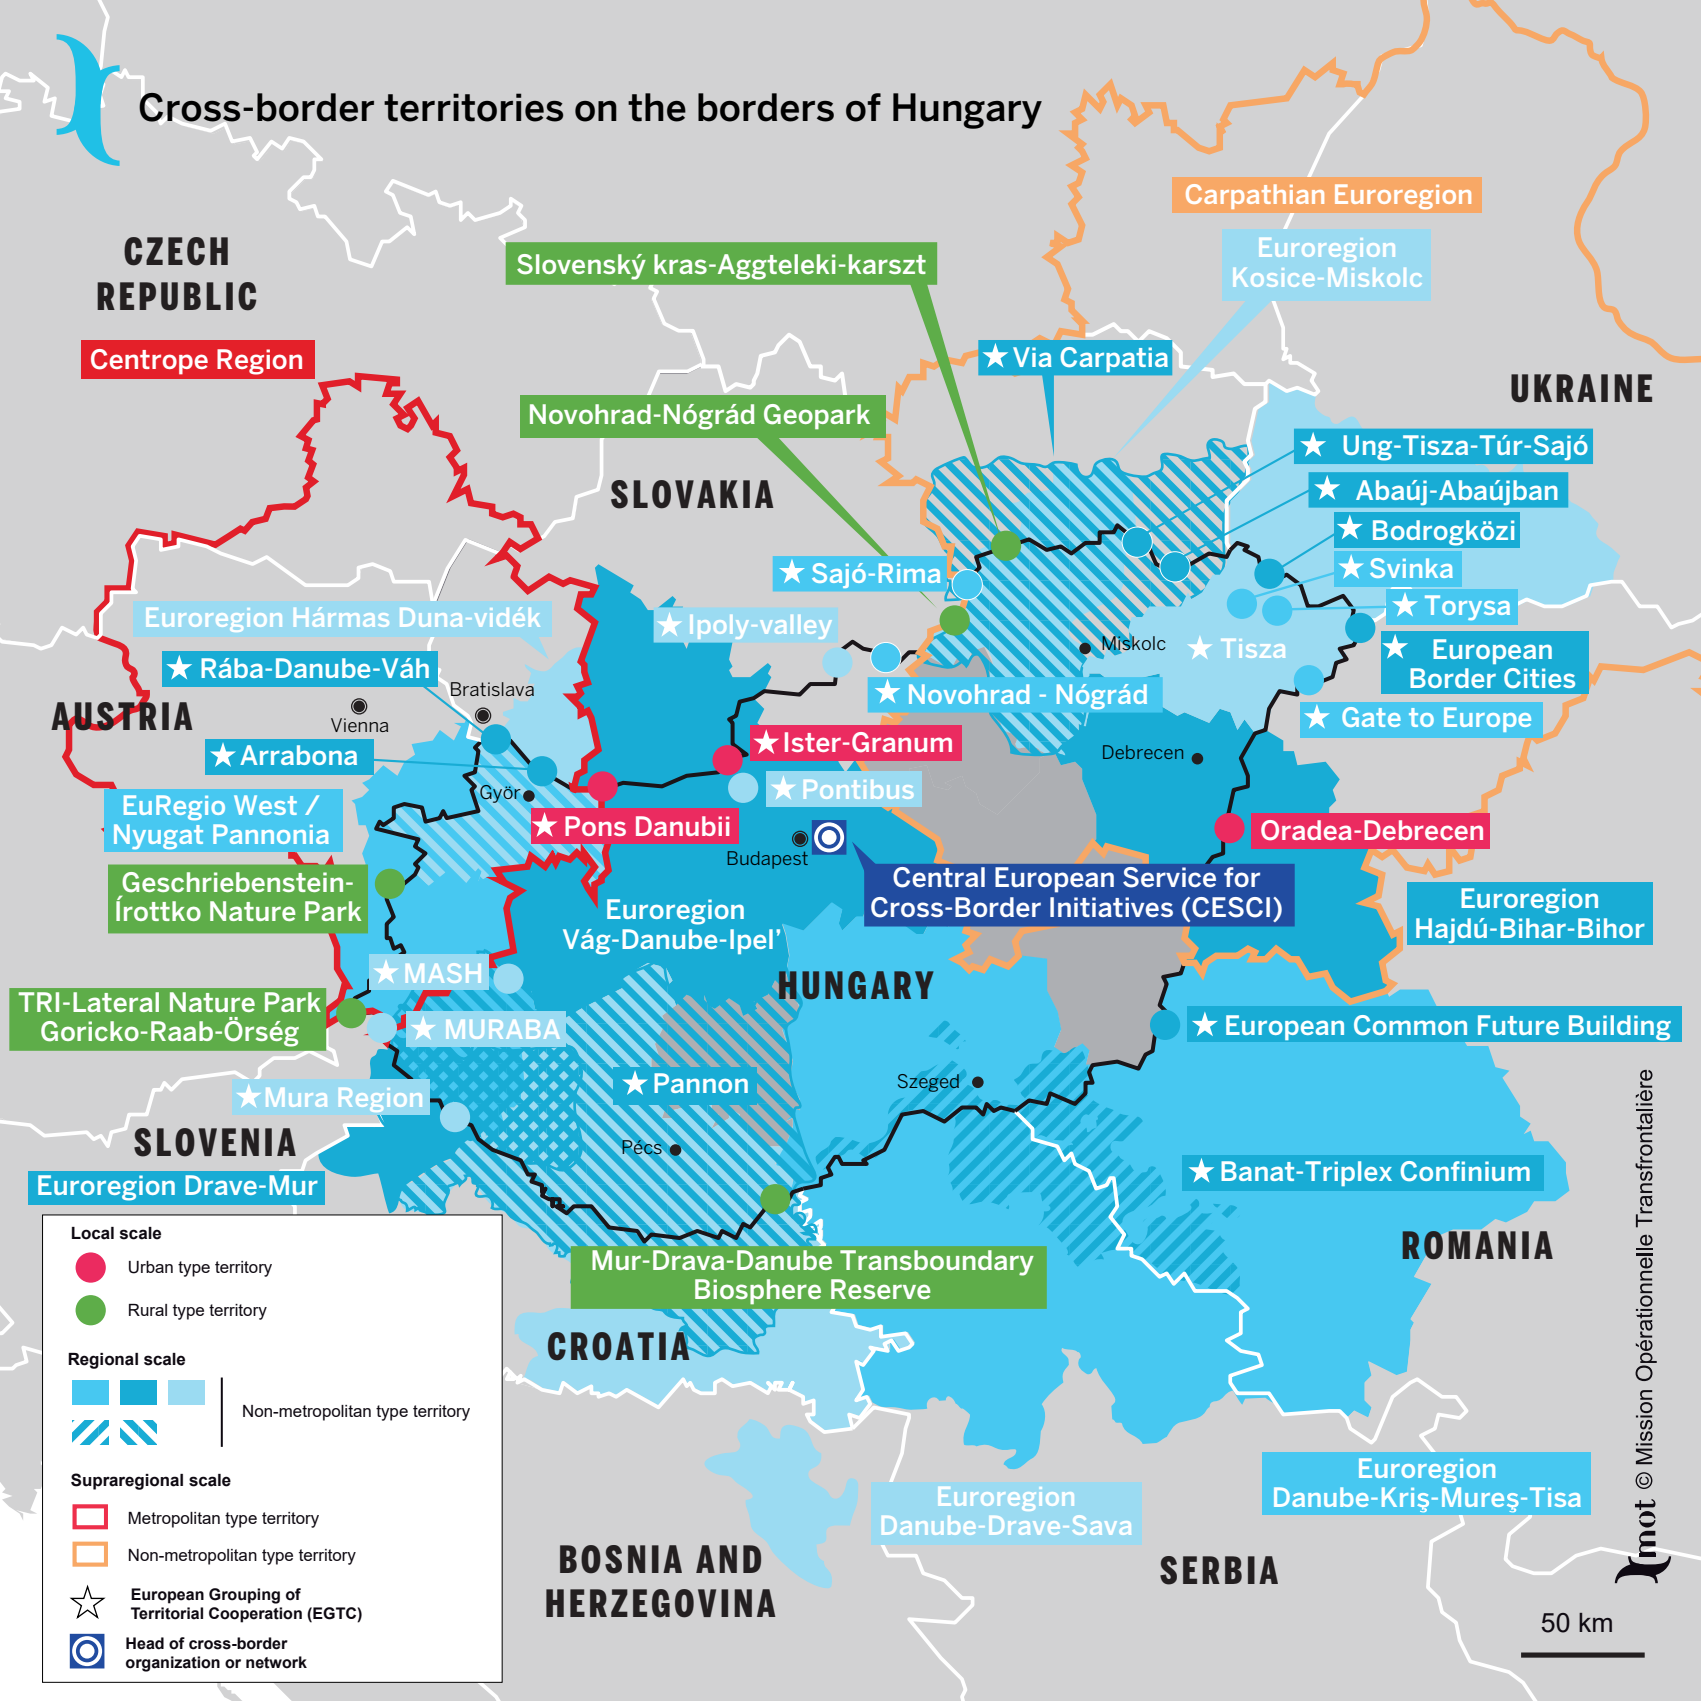 Cross-border territories on the borders of Hungary
Carpathian Euroregion
Euroregion
Kosice-Miskolc
CZECH
REPUBLIC
Slovenský kras-Aggteleki-karszt
Centrope Region
★ Via Carpatia
UKRAINE
Novohrad-Nógrád Geopark
★ Ung-Tisza-Túr-Sajó
SLOVAKIA
★ Abaúj-Abaújban
★ Bodrogközi
★ Sajó-Rima
★ Svinka
★ Torysa
Euroregion Hármas Duna-vidék
★ Ipoly-valley
Miskolc
★ Tisza
★ European
Border Cities
★ Rába-Danube-Váh
Bratislava
★ Novohrad - Nógrád
AUSTRIA
Vienna
★ Gate to Europe
★ Arrabona
★ Ister-Granum
Debrecen
Györ
★ Pontibus
EuRegio West /
Nyugat Pannonia
★ Pons Danubii
Oradea-Debrecen
Budapest
Geschriebenstein-
Írottko Nature Park
Central European Service for
Cross-Border Initiatives (CESCI)
Euroregion
Vág-Danube-Ipel’
Euroregion
Hajdú-Bihar-Bihor
★ MASH
HUNGARY
TRI-Lateral Nature Park
Goricko-Raab-Örség
★ MURABA
★ European Common Future Building
★ Pannon
Szeged
★ Mura Region
SLOVENIA
Pécs
★ Banat-Triplex Confinium
Euroregion Drave-Mur
ROMANIA
Mur-Drava-Danube Transboundary
Biosphere Reserve
CROATIA
Euroregion
Danube-Kriş-Mureş-Tisa
Euroregion
Danube-Drave-Sava
BOSNIA AND
HERZEGOVINA
SERBIA
50 km
mot © Mission Opérationnelle Transfrontalière
Local scale
Urban type territory
Rural type territory
Regional scale
Non-metropolitan type territory
Supraregional scale
Metropolitan type territory
Non-metropolitan type territory
European Grouping of
Territorial Cooperation (EGTC)
Head of cross-border
organization or network